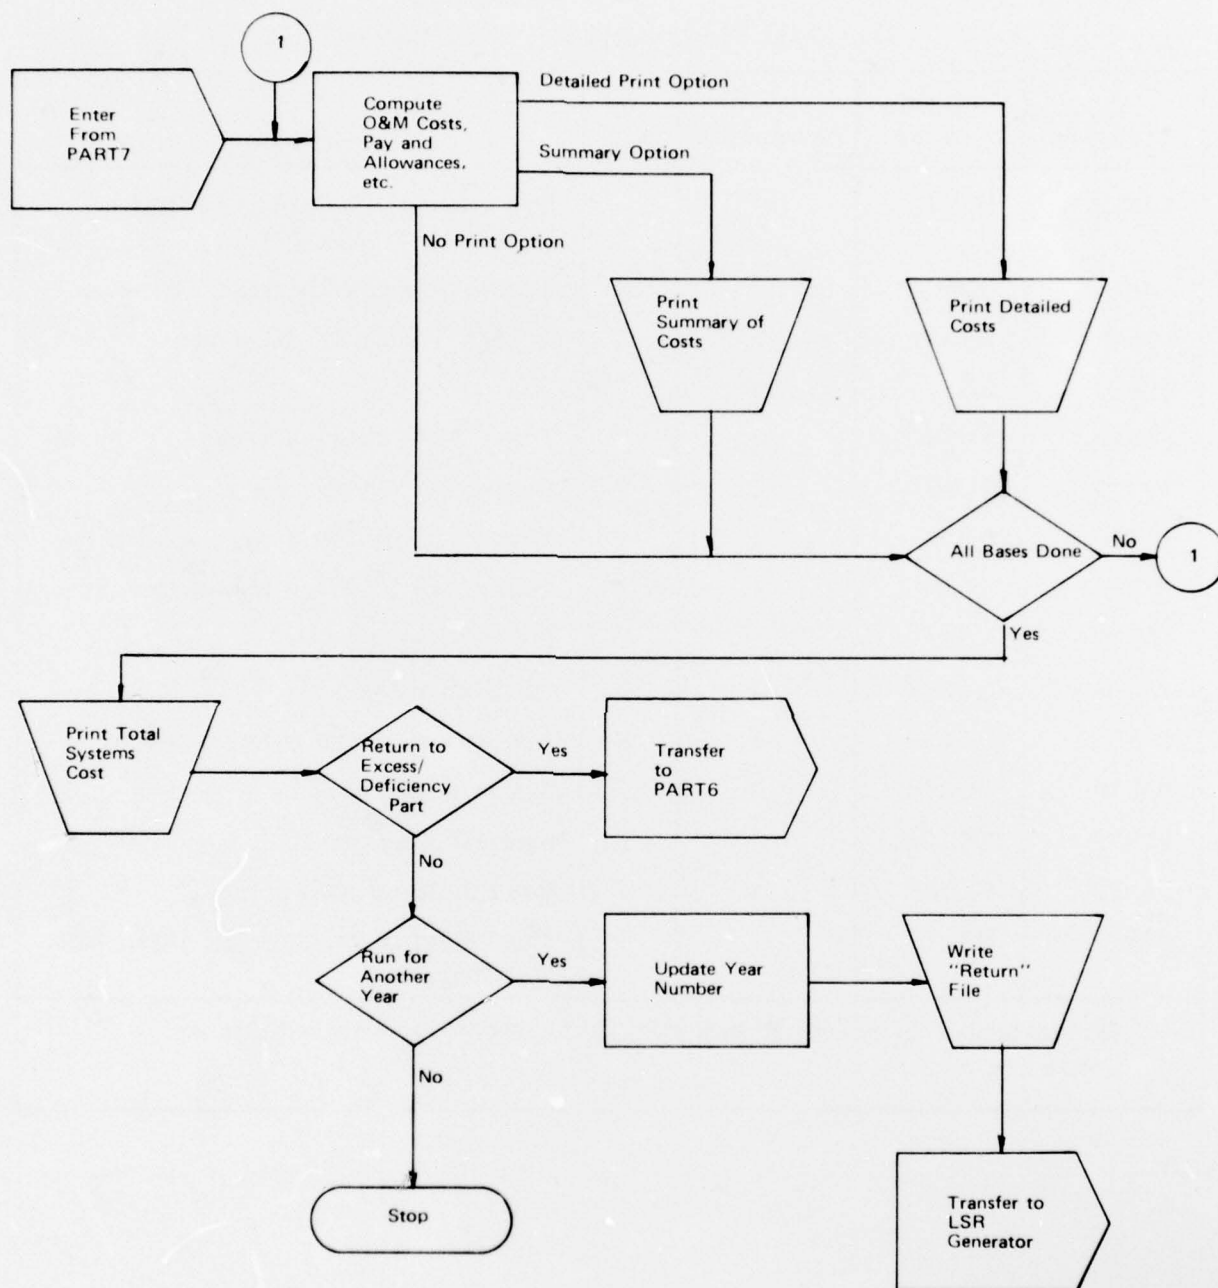 1
Enter
From
PART7
Compute
O&M Costs,
Pay and
Allowances,
etc.
Detailed Print Option
Summary Option
No Print Option
Print
Summary of
Costs
Print Detailed
Costs
All Bases Done
No
1
Yes
Print Total
Systems
Cost
Return to
Excess/
Deficiency
Part
Yes
Transfer
to
PART6
No
Run for
Another
Year
Yes
Update Year
Number
Write
"Return"
File
No
Stop
Transfer to
LSR
Generator